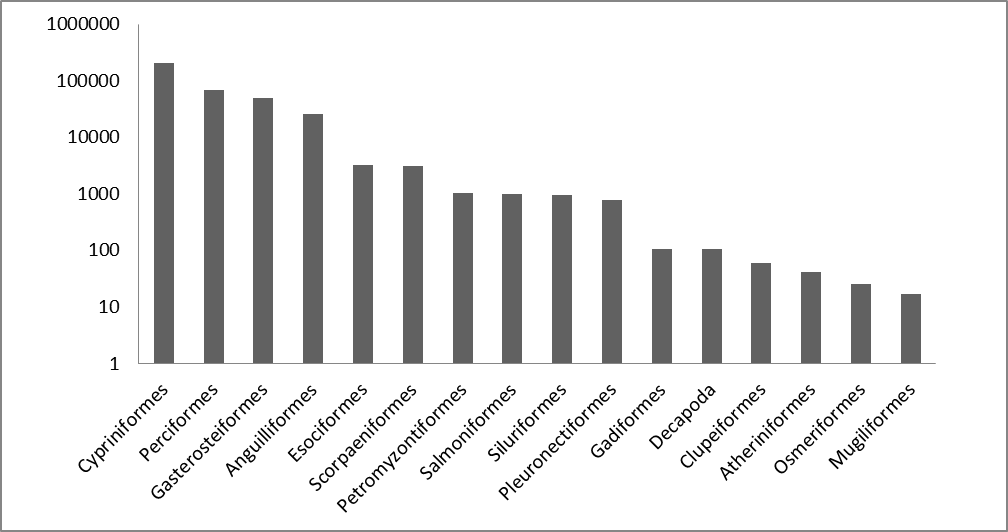 1000000
100000
10000
1000
100
10
1
Cypriniformes
Perciformes
Gasterosteiformes
Anguilliformes
Esociformes
Scorpaeniformes
Petromyzontiformes
Salmoniformes
Siluriformes
Pleuronectiformes
Gadiformes
Decapoda
Clupeiformes
Atheriniformes
Osmeriformes
Mugiliformes